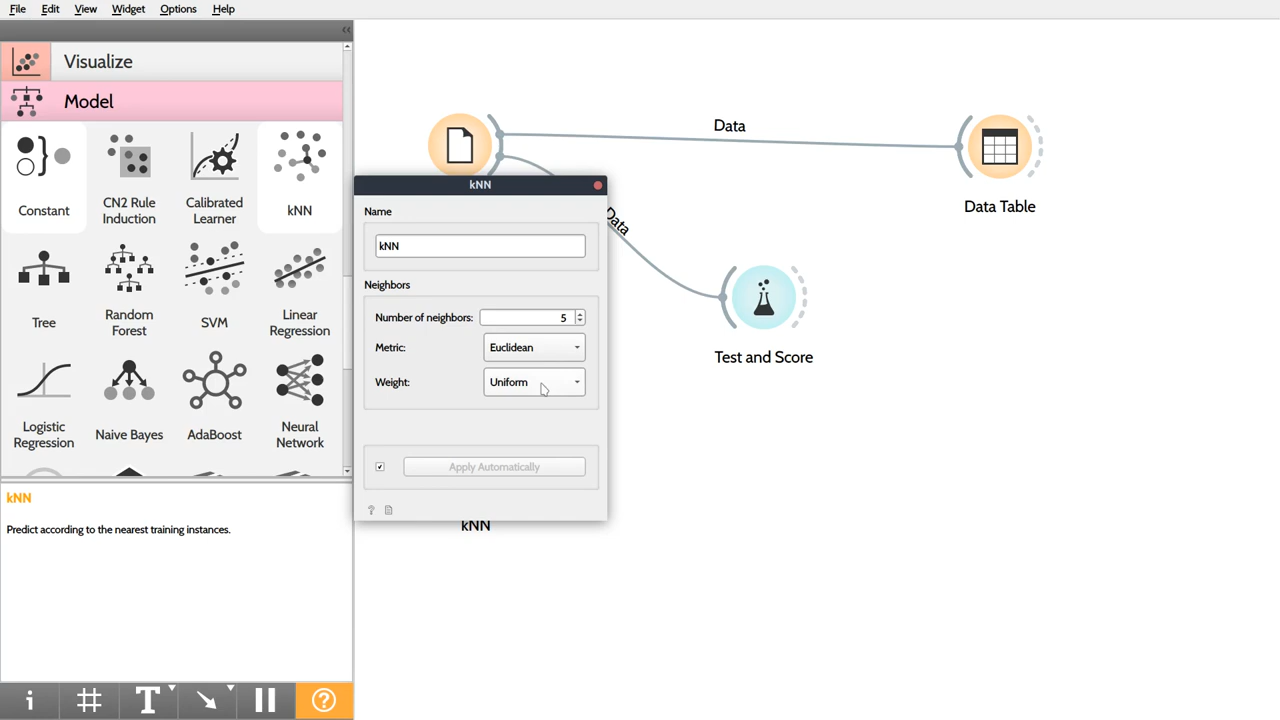 File Edit View Widget Options Help
Visualize
Model
Constant
CN2 Rule
Induction
Calibrated
Learner
kNN
Tree
Random
Forest
SVM
Linear
Regression
Logistic
Regression
Naive Bayes
AdaBoost
Neural
Network
kNN
Predict according to the nearest training instances.
Data
Data Table
Data
Test and Score
kNN
kNN
Name
kNN
Neighbors
Number of neighbors: 5
Metric: Euclidean
Weight: Uniform
Apply Automatically